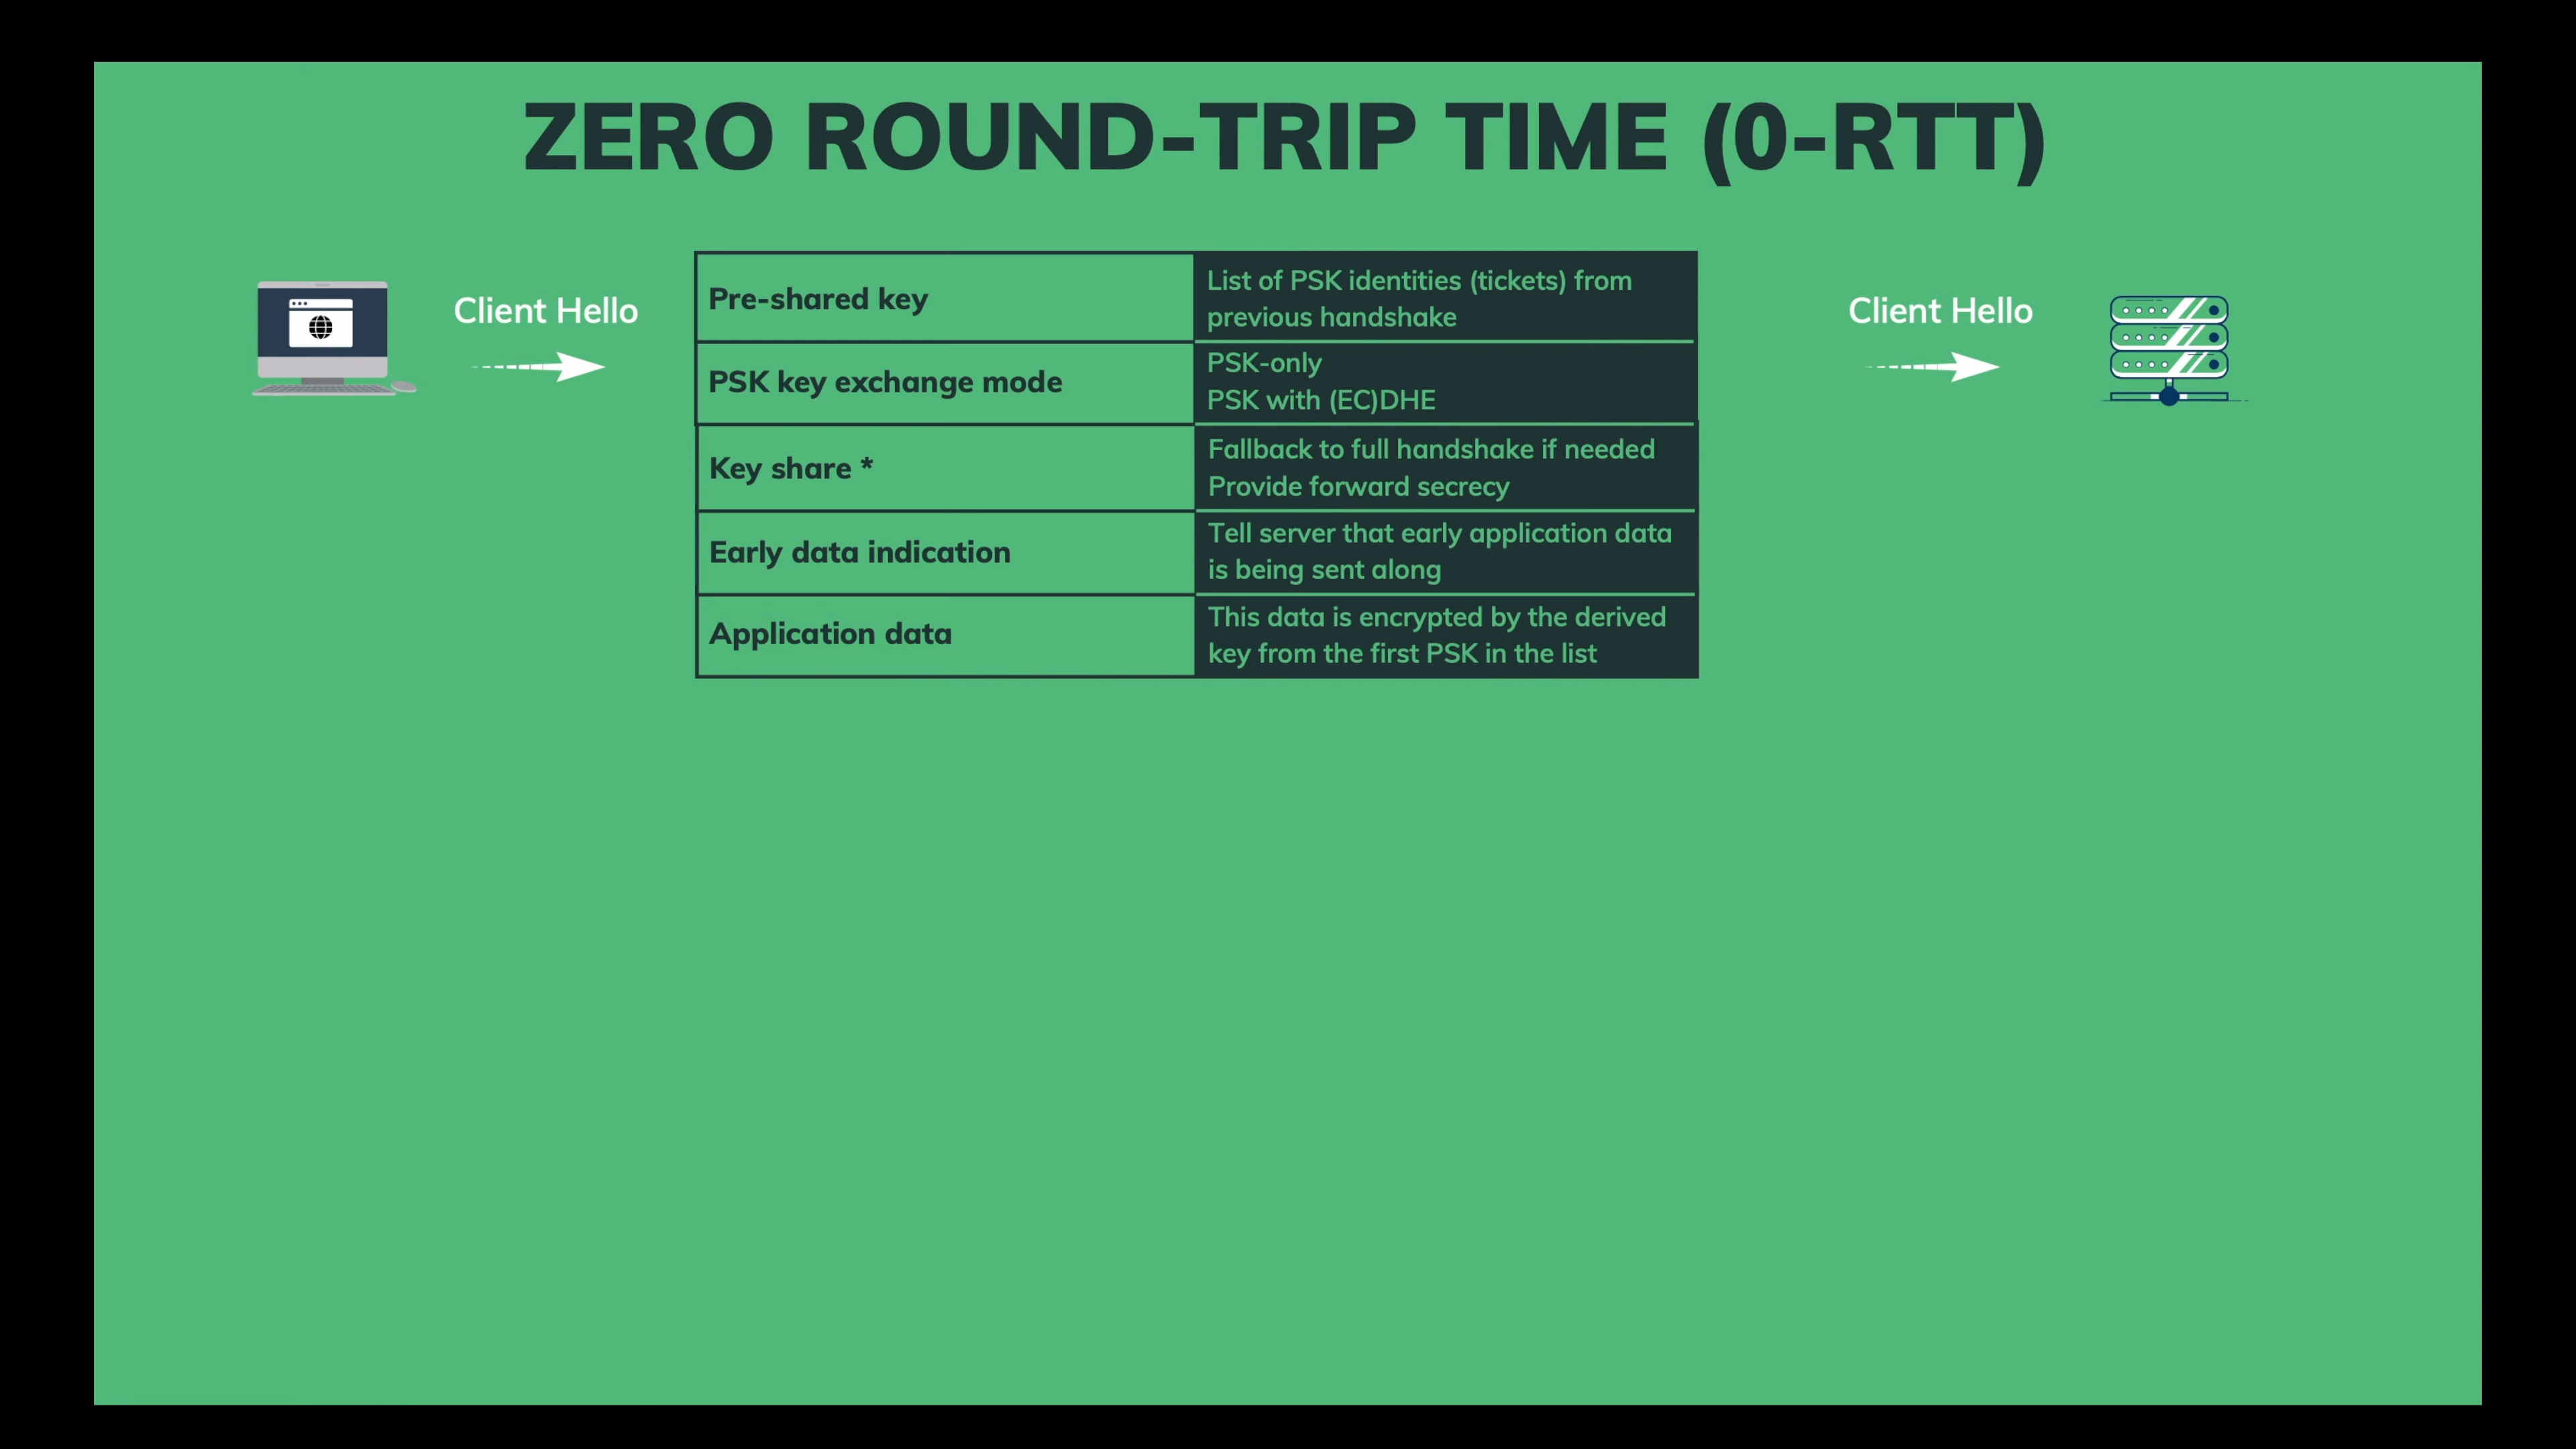 ZERO ROUND-TRIP TIME (0-RTT)
Client Hello
Pre-shared key
List of PSK identities (tickets) from
previous handshake
PSK key exchange mode
PSK-only
PSK with (EC)DHE
Key share *
Fallback to full handshake if needed
Provide forward secrecy
Early data indication
Tell server that early application data
is being sent along
Application data
This data is encrypted by the derived
key from the first PSK in the list
Client Hello